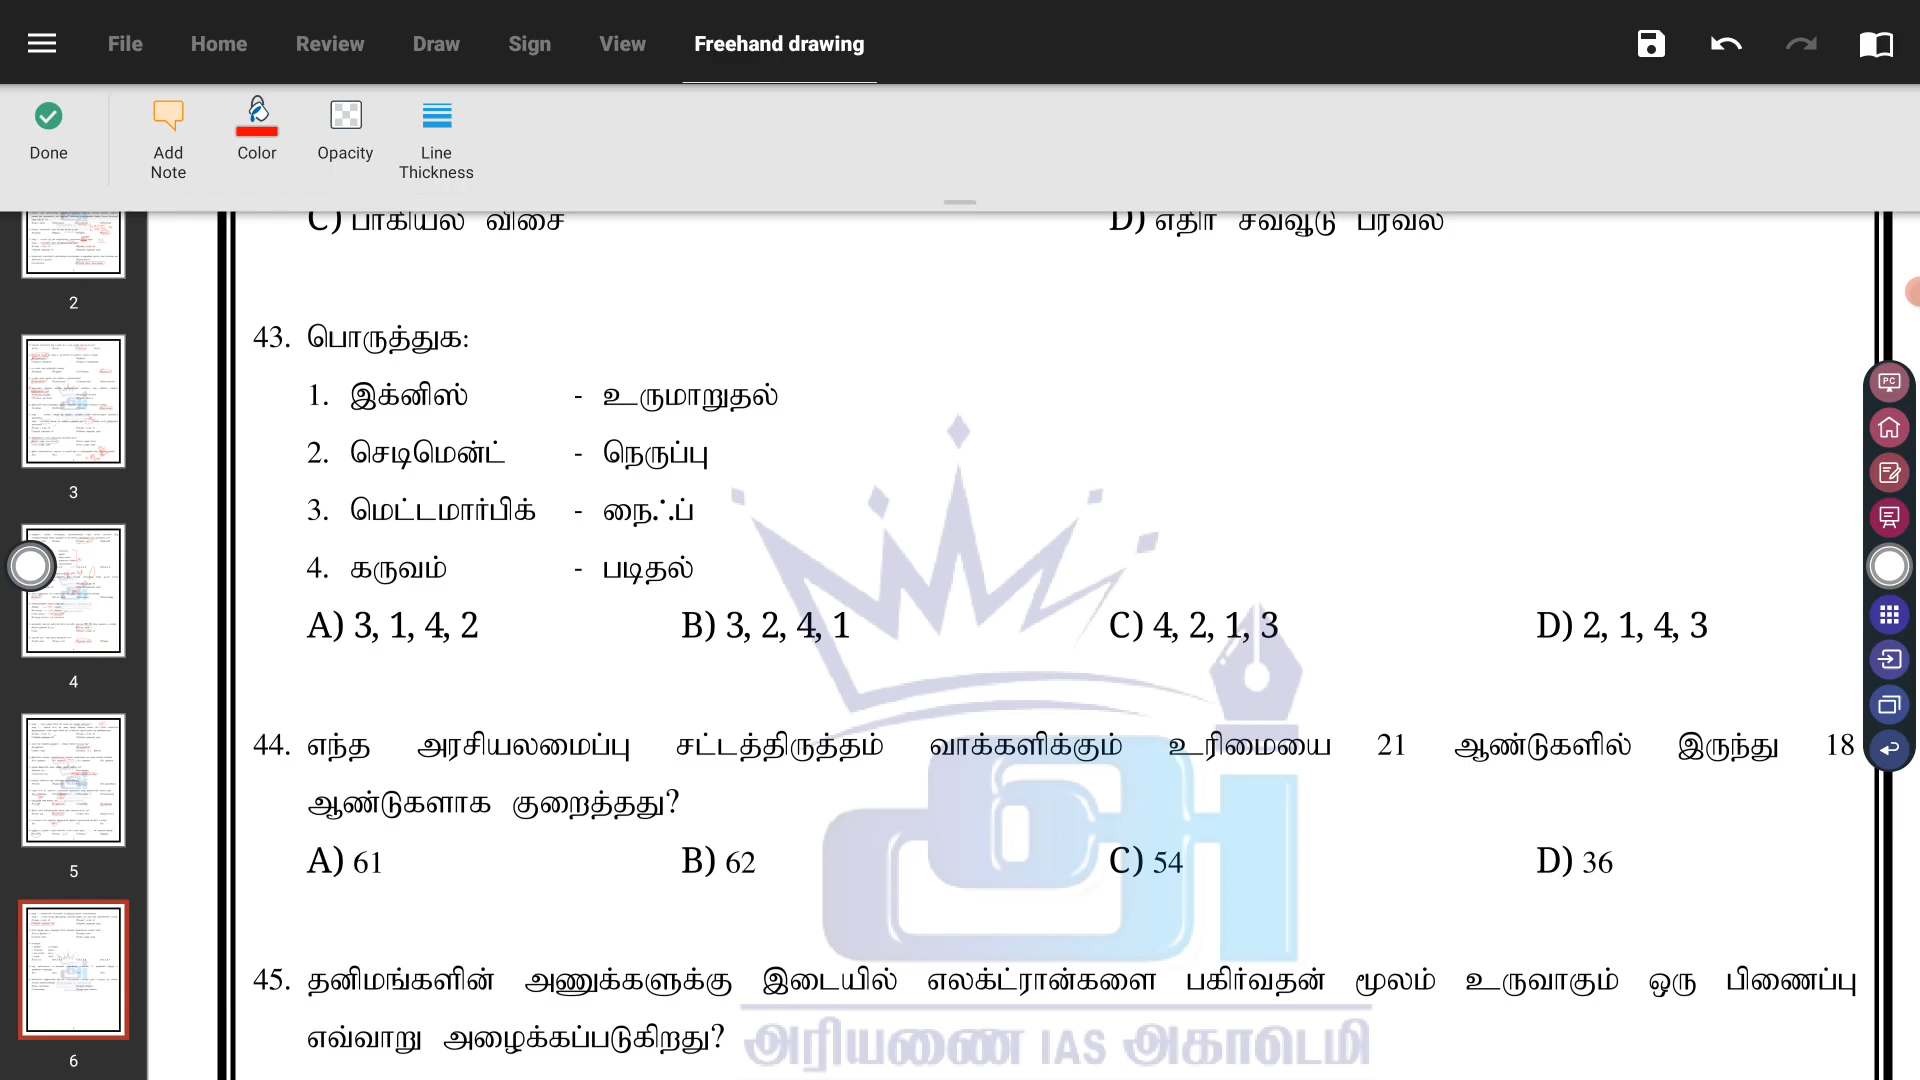 File Home Review Draw Sign View Freehand drawing
Done Add Note Color Opacity Line Thickness
C) பாகியல் விசை D) எதிர் சவ்வூடு பரவல்
43. பொருத்துக:
1. இக்னிஸ் - உருமாறுதல்
2. செடிமென்ட் - நெருப்பு
3. மெட்டமார்பிக் - நைஃப்
4. கருவம் - படிதல்
A) 3, 1, 4, 2 B) 3, 2, 4, 1 C) 4, 2, 1, 3 D) 2, 1, 4, 3
44. எந்த அரசியலமைப்பு சட்டத்திருத்தம் வாக்களிக்கும் உரிமையை 21 ஆண்டுகளில் இருந்து 18
ஆண்டுகளாக குறைத்தது?
A) 61 B) 62 C) 54 D) 36
45. தனிமங்களின் அணுக்களுக்கு இடையில் எலக்ட்ரான்களை பகிர்வதன் மூலம் உருவாகும் ஒரு பிணைப்பு
எவ்வாறு அழைக்கப்படுகிறது?
அரியணை IAS அகாடெமி
2
3
4
5
6
PC